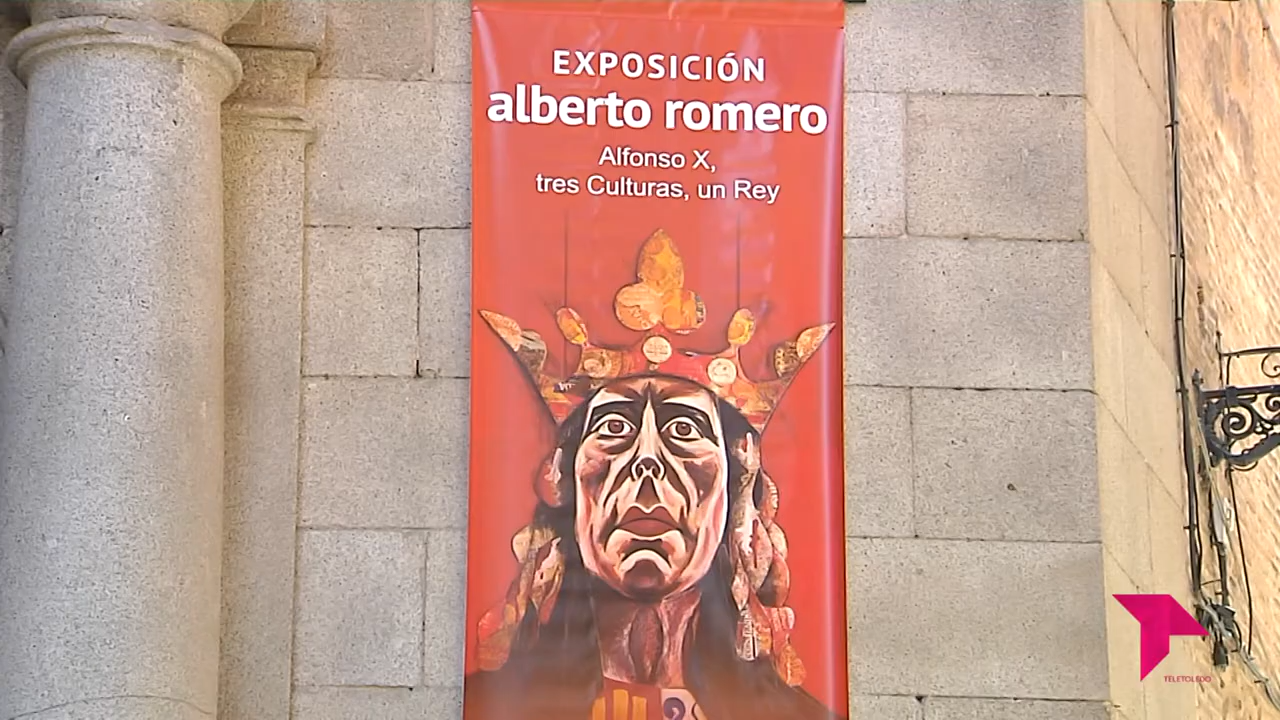 EXPOSICIÓN
alberto romero
Alfonso X,
tres Culturas, un Rey
TELETOLEDO